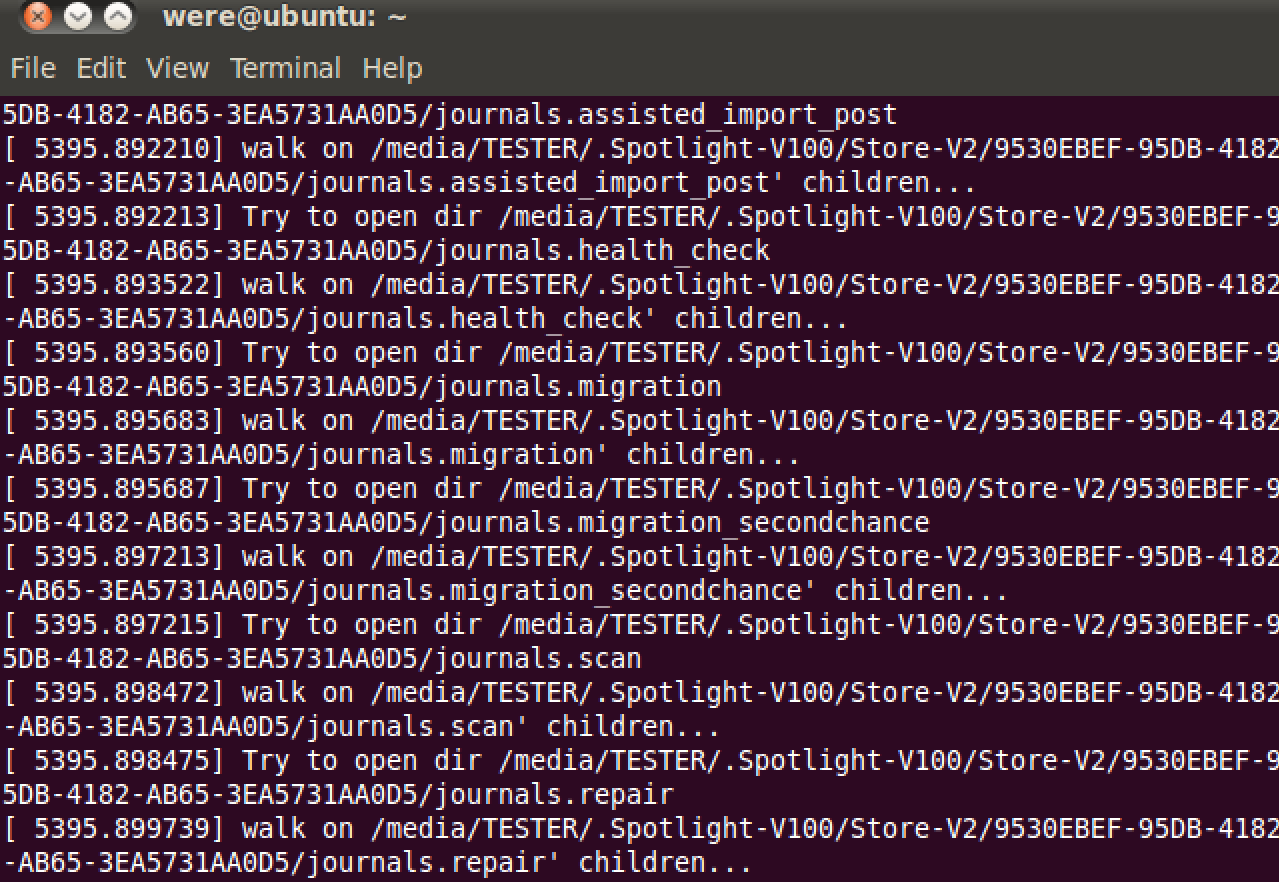 were@ubuntu: ~
File Edit View Terminal Help
5DB-4182-AB65-3EA5731AA0D5/journals.assisted_import_post
[ 5395.892210] walk on /media/TESTER/.Spotlight-V100/Store-V2/9530EBEF-95DB-4182
-AB65-3EA5731AA0D5/journals.assisted_import_post' children...
[ 5395.892213] Try to open dir /media/TESTER/.Spotlight-V100/Store-V2/9530EBEF-9
5DB-4182-AB65-3EA5731AA0D5/journals.health_check
[ 5395.893522] walk on /media/TESTER/.Spotlight-V100/Store-V2/9530EBEF-95DB-4182
-AB65-3EA5731AA0D5/journals.health_check' children...
[ 5395.893560] Try to open dir /media/TESTER/.Spotlight-V100/Store-V2/9530EBEF-9
5DB-4182-AB65-3EA5731AA0D5/journals.migration
[ 5395.895683] walk on /media/TESTER/.Spotlight-V100/Store-V2/9530EBEF-95DB-4182
-AB65-3EA5731AA0D5/journals.migration' children...
[ 5395.895687] Try to open dir /media/TESTER/.Spotlight-V100/Store-V2/9530EBEF-9
5DB-4182-AB65-3EA5731AA0D5/journals.migration_secondchance
[ 5395.897213] walk on /media/TESTER/.Spotlight-V100/Store-V2/9530EBEF-95DB-4182
-AB65-3EA5731AA0D5/journals.migration_secondchance' children...
[ 5395.897215] Try to open dir /media/TESTER/.Spotlight-V100/Store-V2/9530EBEF-9
5DB-4182-AB65-3EA5731AA0D5/journals.scan
[ 5395.898472] walk on /media/TESTER/.Spotlight-V100/Store-V2/9530EBEF-95DB-4182
-AB65-3EA5731AA0D5/journals.scan' children...
[ 5395.898475] Try to open dir /media/TESTER/.Spotlight-V100/Store-V2/9530EBEF-9
5DB-4182-AB65-3EA5731AA0D5/journals.repair
[ 5395.899739] walk on /media/TESTER/.Spotlight-V100/Store-V2/9530EBEF-95DB-4182
-AB65-3EA5731AA0D5/journals.repair' children...